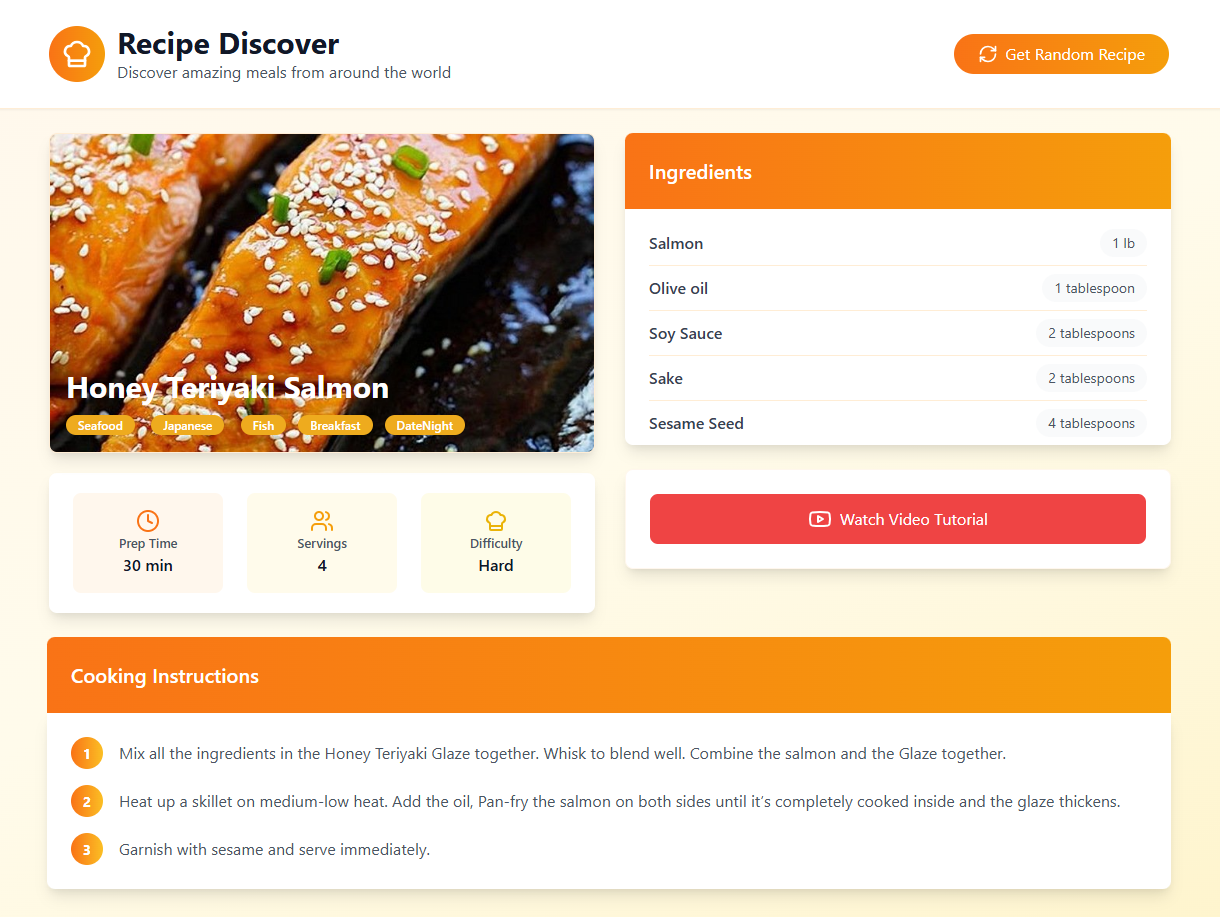 Recipe Discover
Discover amazing meals from around the world
Get Random Recipe
Honey Teriyaki Salmon
Seafood Japanese Fish Breakfast DateNight
Prep Time
30 min
Servings
4
Difficulty
Hard
Ingredients
Salmon 1 lb
Olive oil 1 tablespoon
Soy Sauce 2 tablespoons
Sake 2 tablespoons
Sesame Seed 4 tablespoons
Watch Video Tutorial
Cooking Instructions
1 Mix all the ingredients in the Honey Teriyaki Glaze together. Whisk to blend well. Combine the salmon and the Glaze together.
2 Heat up a skillet on medium-low heat. Add the oil, Pan-fry the salmon on both sides until it’s completely cooked inside and the glaze thickens.
3 Garnish with sesame and serve immediately.